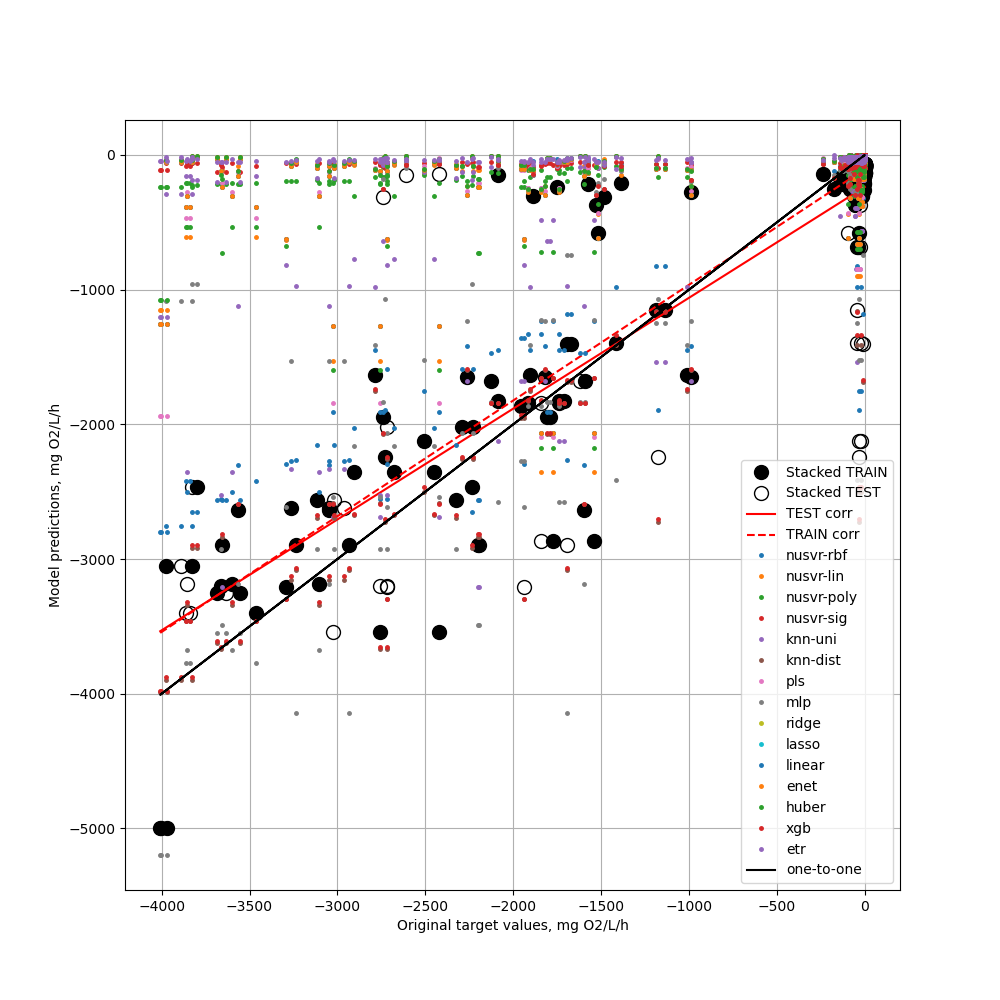 0
−1000
−2000
−3000
−4000
−5000
Model predictions, mg O2/L/h
−4000 −3500 −3000 −2500 −2000 −1500 −1000 −500 0
Original target values, mg O2/L/h
Stacked TRAIN
Stacked TEST
TEST corr
TRAIN corr
nusvr-rbf
nusvr-lin
nusvr-poly
nusvr-sig
knn-uni
knn-dist
pls
mlp
ridge
lasso
linear
enet
huber
xgb
etr
one-to-one